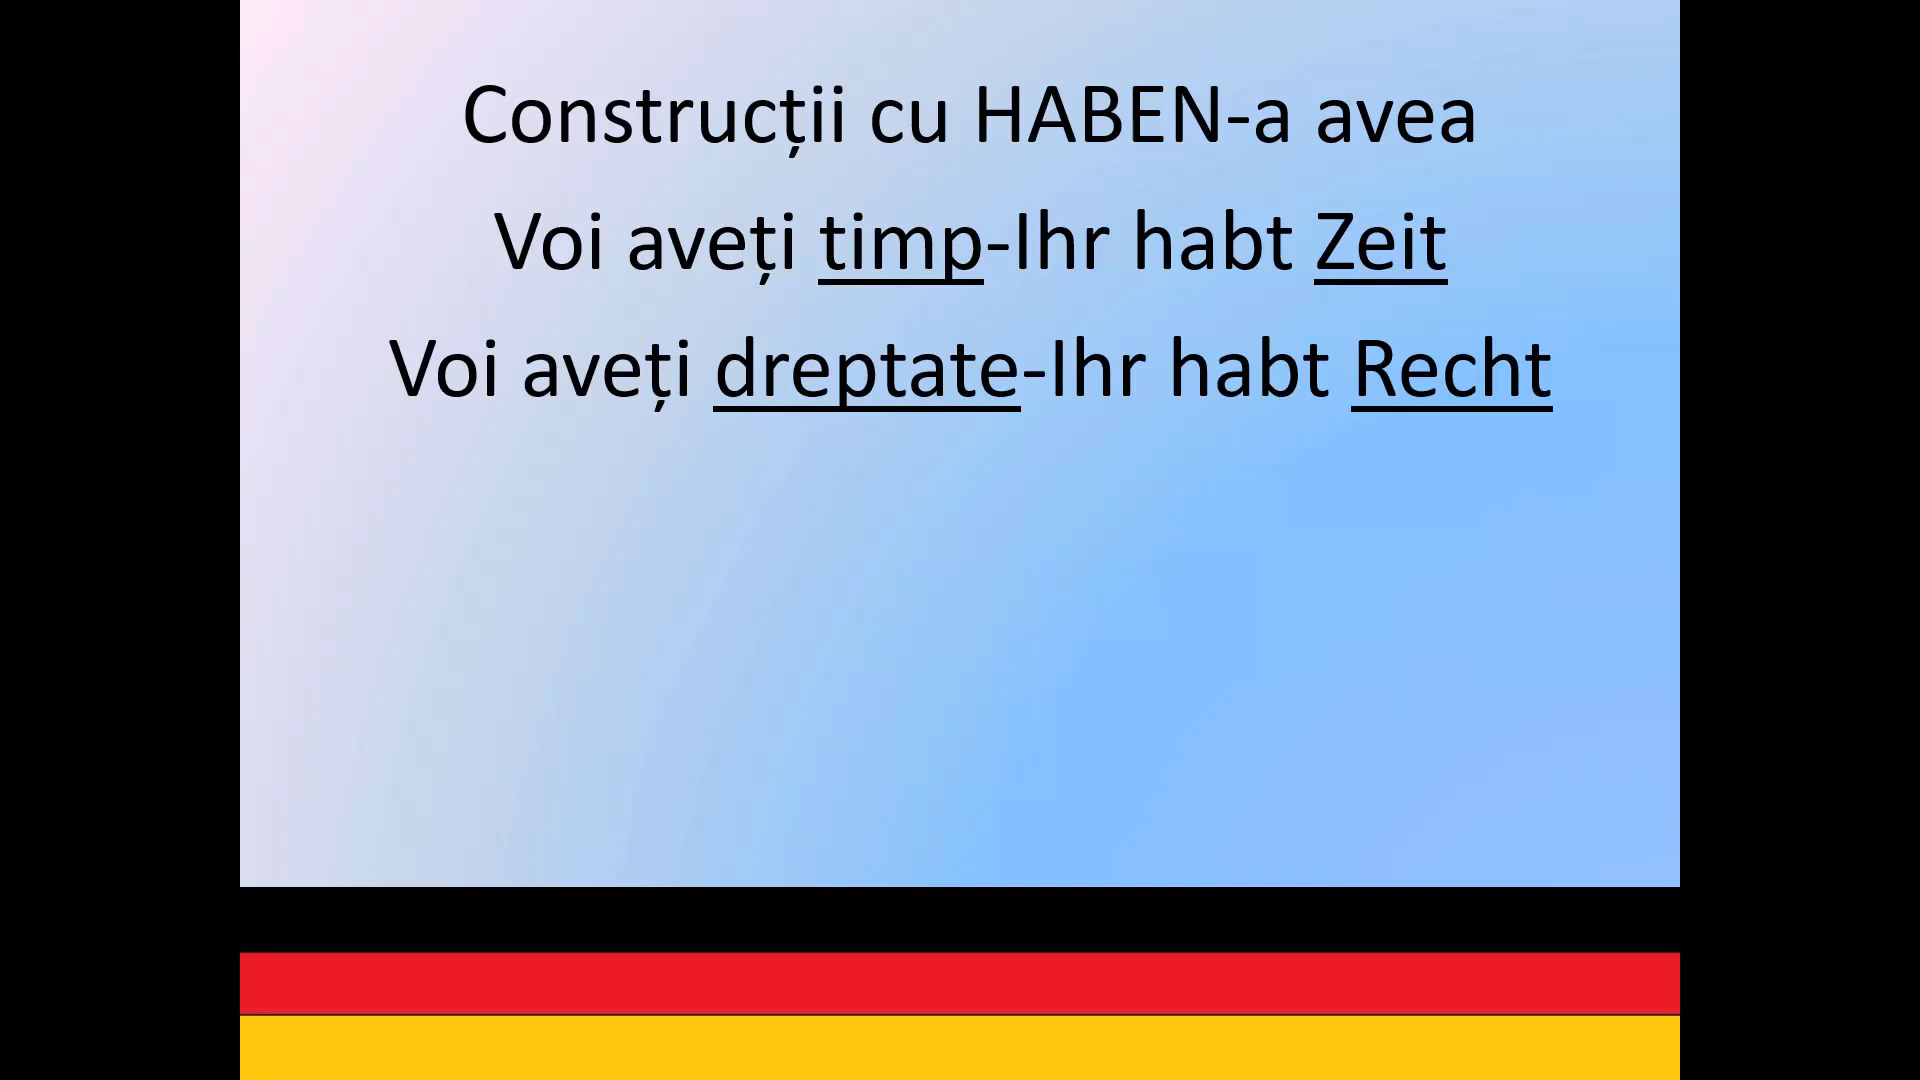 Construcții cu HABEN-a avea
Voi aveți timp-Ihr habt Zeit
Voi aveți dreptate-Ihr habt Recht